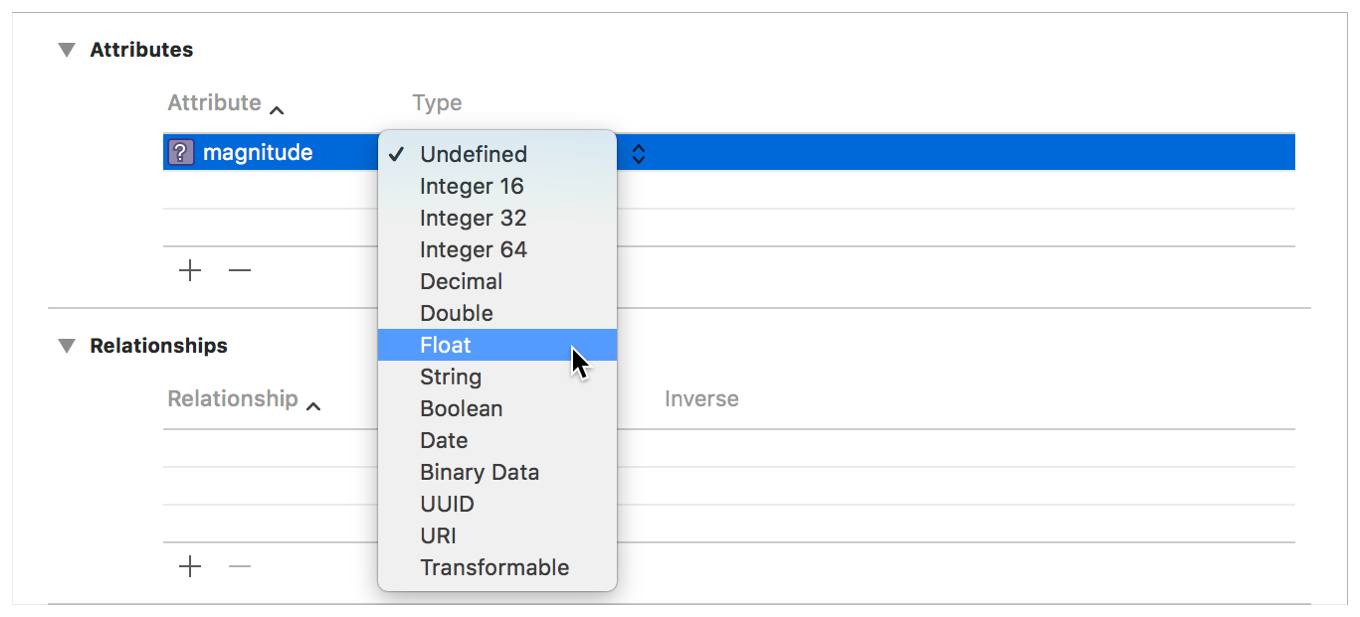 Attributes
Attribute Type
? magnitude
Undefined
Integer 16
Integer 32
Integer 64
Decimal
Double
Float
String
Boolean
Date
Binary Data
UUID
URI
Transformable
Relationships
Relationship Inverse